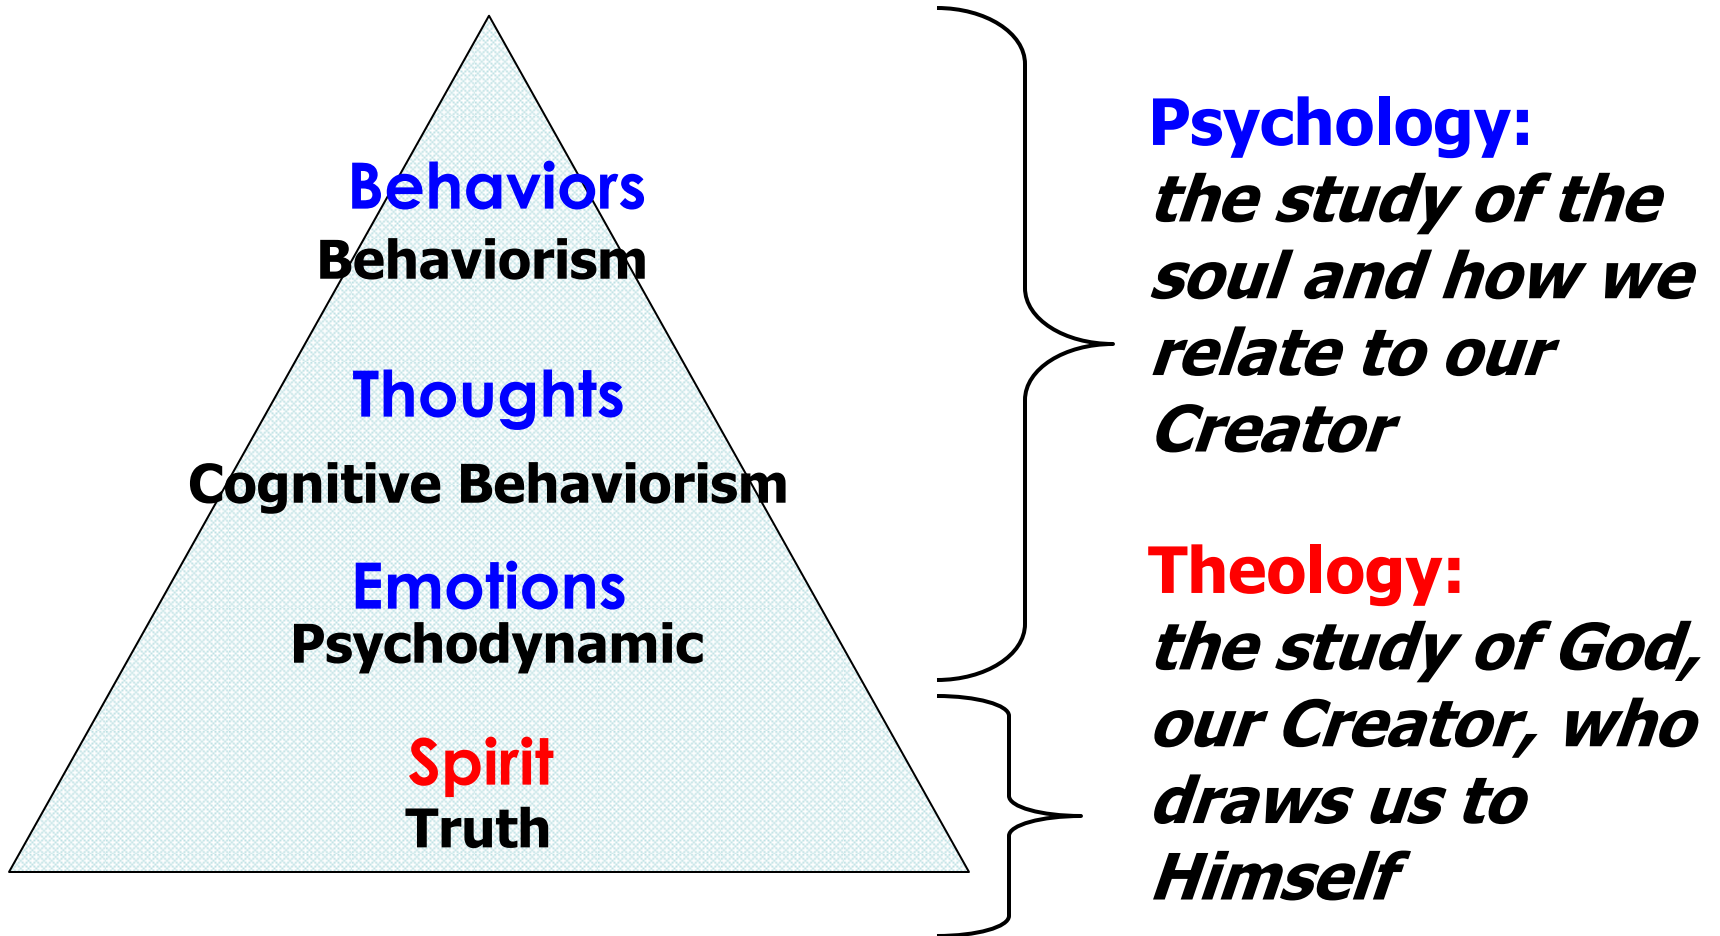 Behaviors
Behaviorism
Thoughts
Cognitive Behaviorism
Emotions
Psychodynamic
Spirit
Truth
Psychology:
the study of the
soul and how we
relate to our
Creator
Theology:
the study of God,
our Creator, who
draws us to
Himself